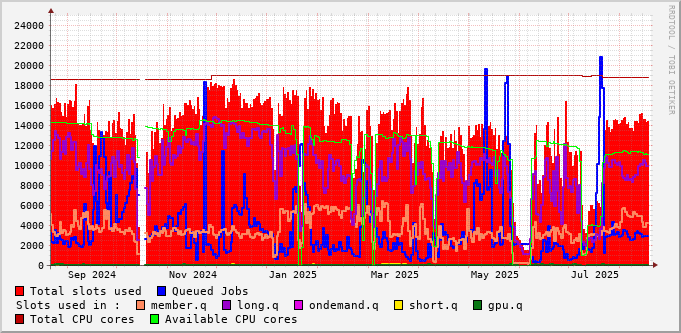 24000
22000
20000
18000
16000
14000
12000
10000
8000
6000
4000
2000
0
Sep 2024 Nov 2024 Jan 2025 Mar 2025 May 2025 Jul 2025
Total slots used Queued Jobs
Slots used in : member.q long.q ondemand.q short.q gpu.q
Total CPU cores Available CPU cores
RRDTOOL / TOBI OETIKER